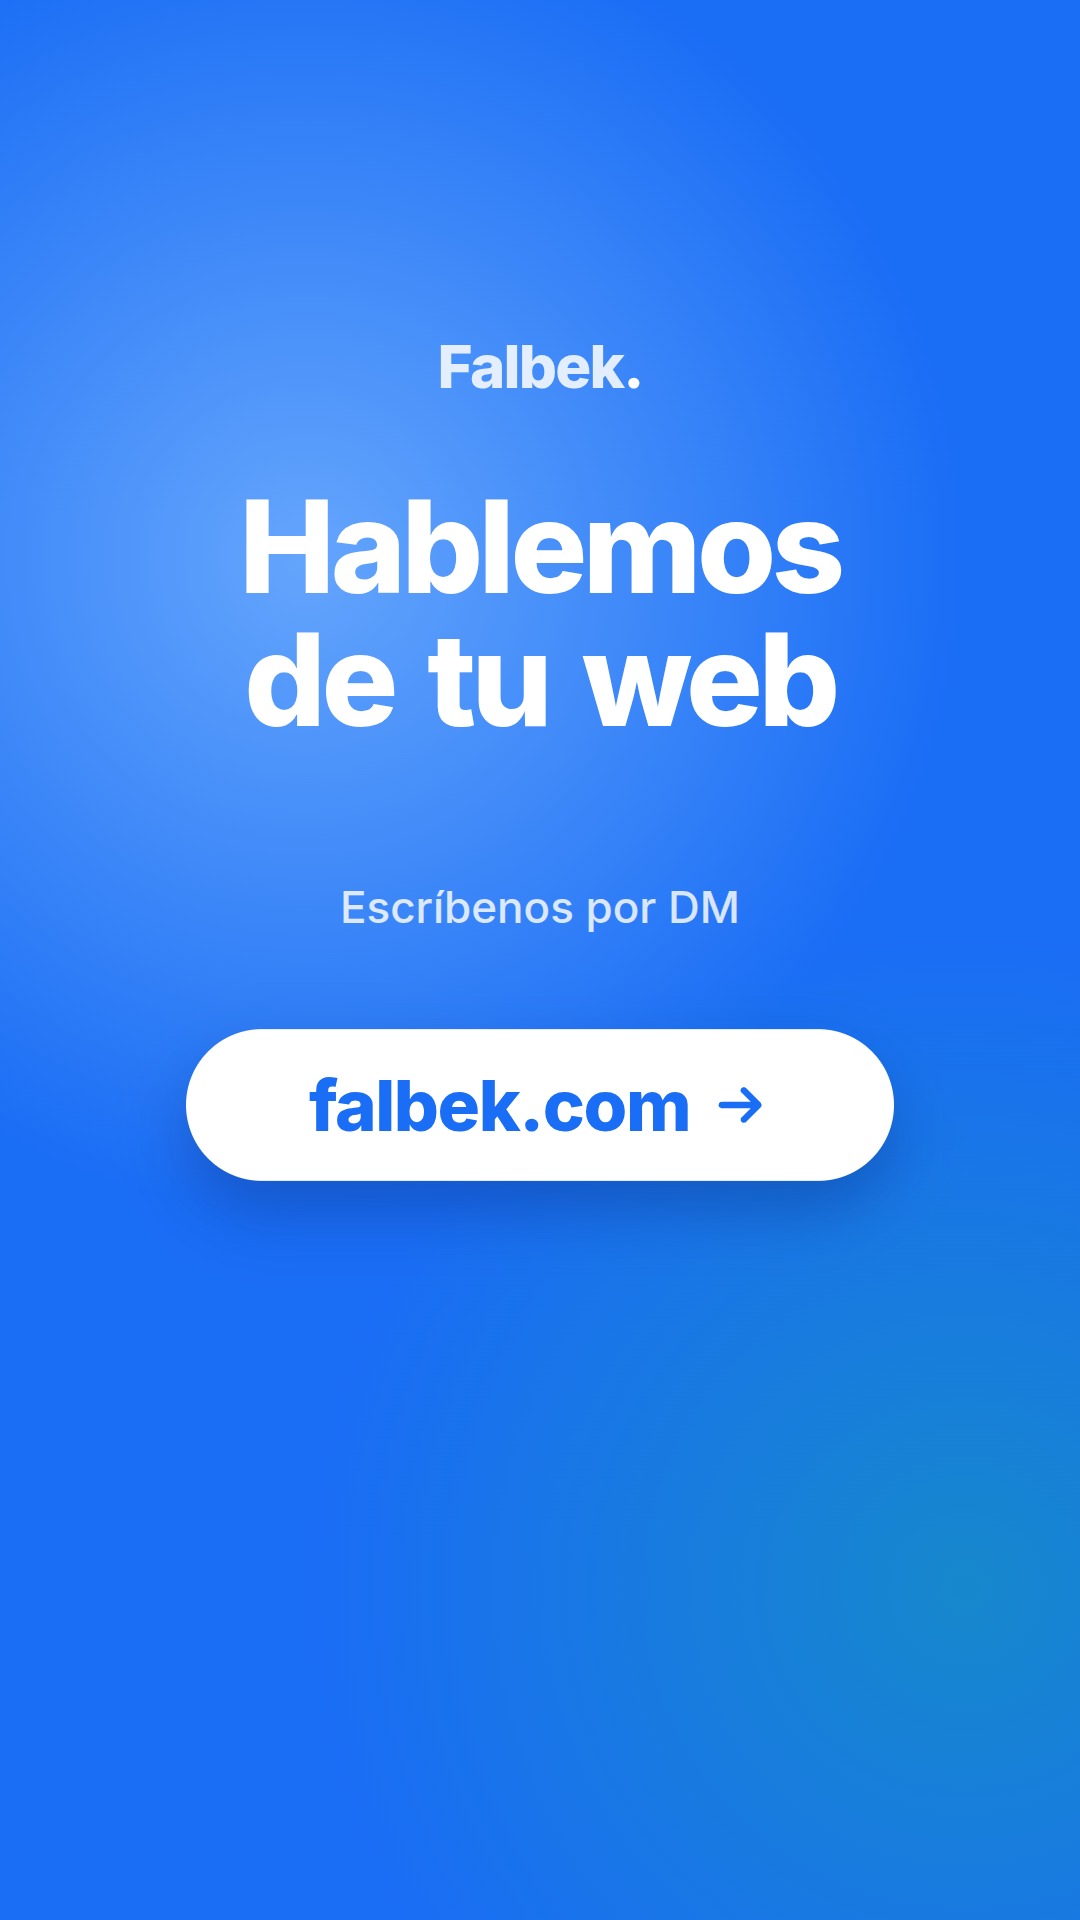 Falbek.
Hablemos
de tu web
Escríbenos por DM
falbek.com →